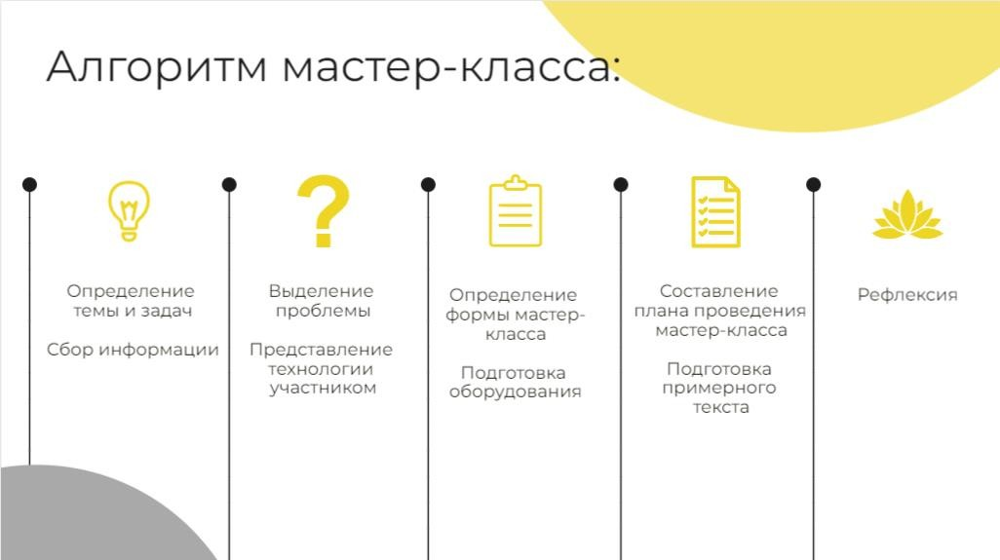 Алгоритм мастер-класса:
Определение
темы и задач
Сбор информации
Выделение
проблемы
Представление
технологии
участником
Определение
формы мастер-
класса
Подготовка
оборудования
Составление
плана проведения
мастер-класса
Подготовка
примерного
текста
Рефлексия